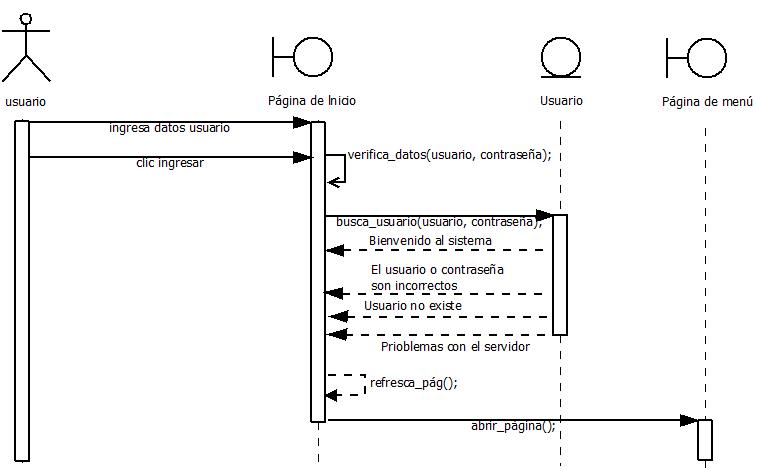 usuario
Página de Inicio
Usuario
Página de menú
ingresa datos usuario
verifica_datos(usuario, contraseña);
clic ingresar
busca_usuario(usuario, contraseña);
Bienvenido al sistema
El usuario o contraseña
son incorrectos
Usuario no existe
Prioblemas con el servidor
refresca_pág();
abrir_página();